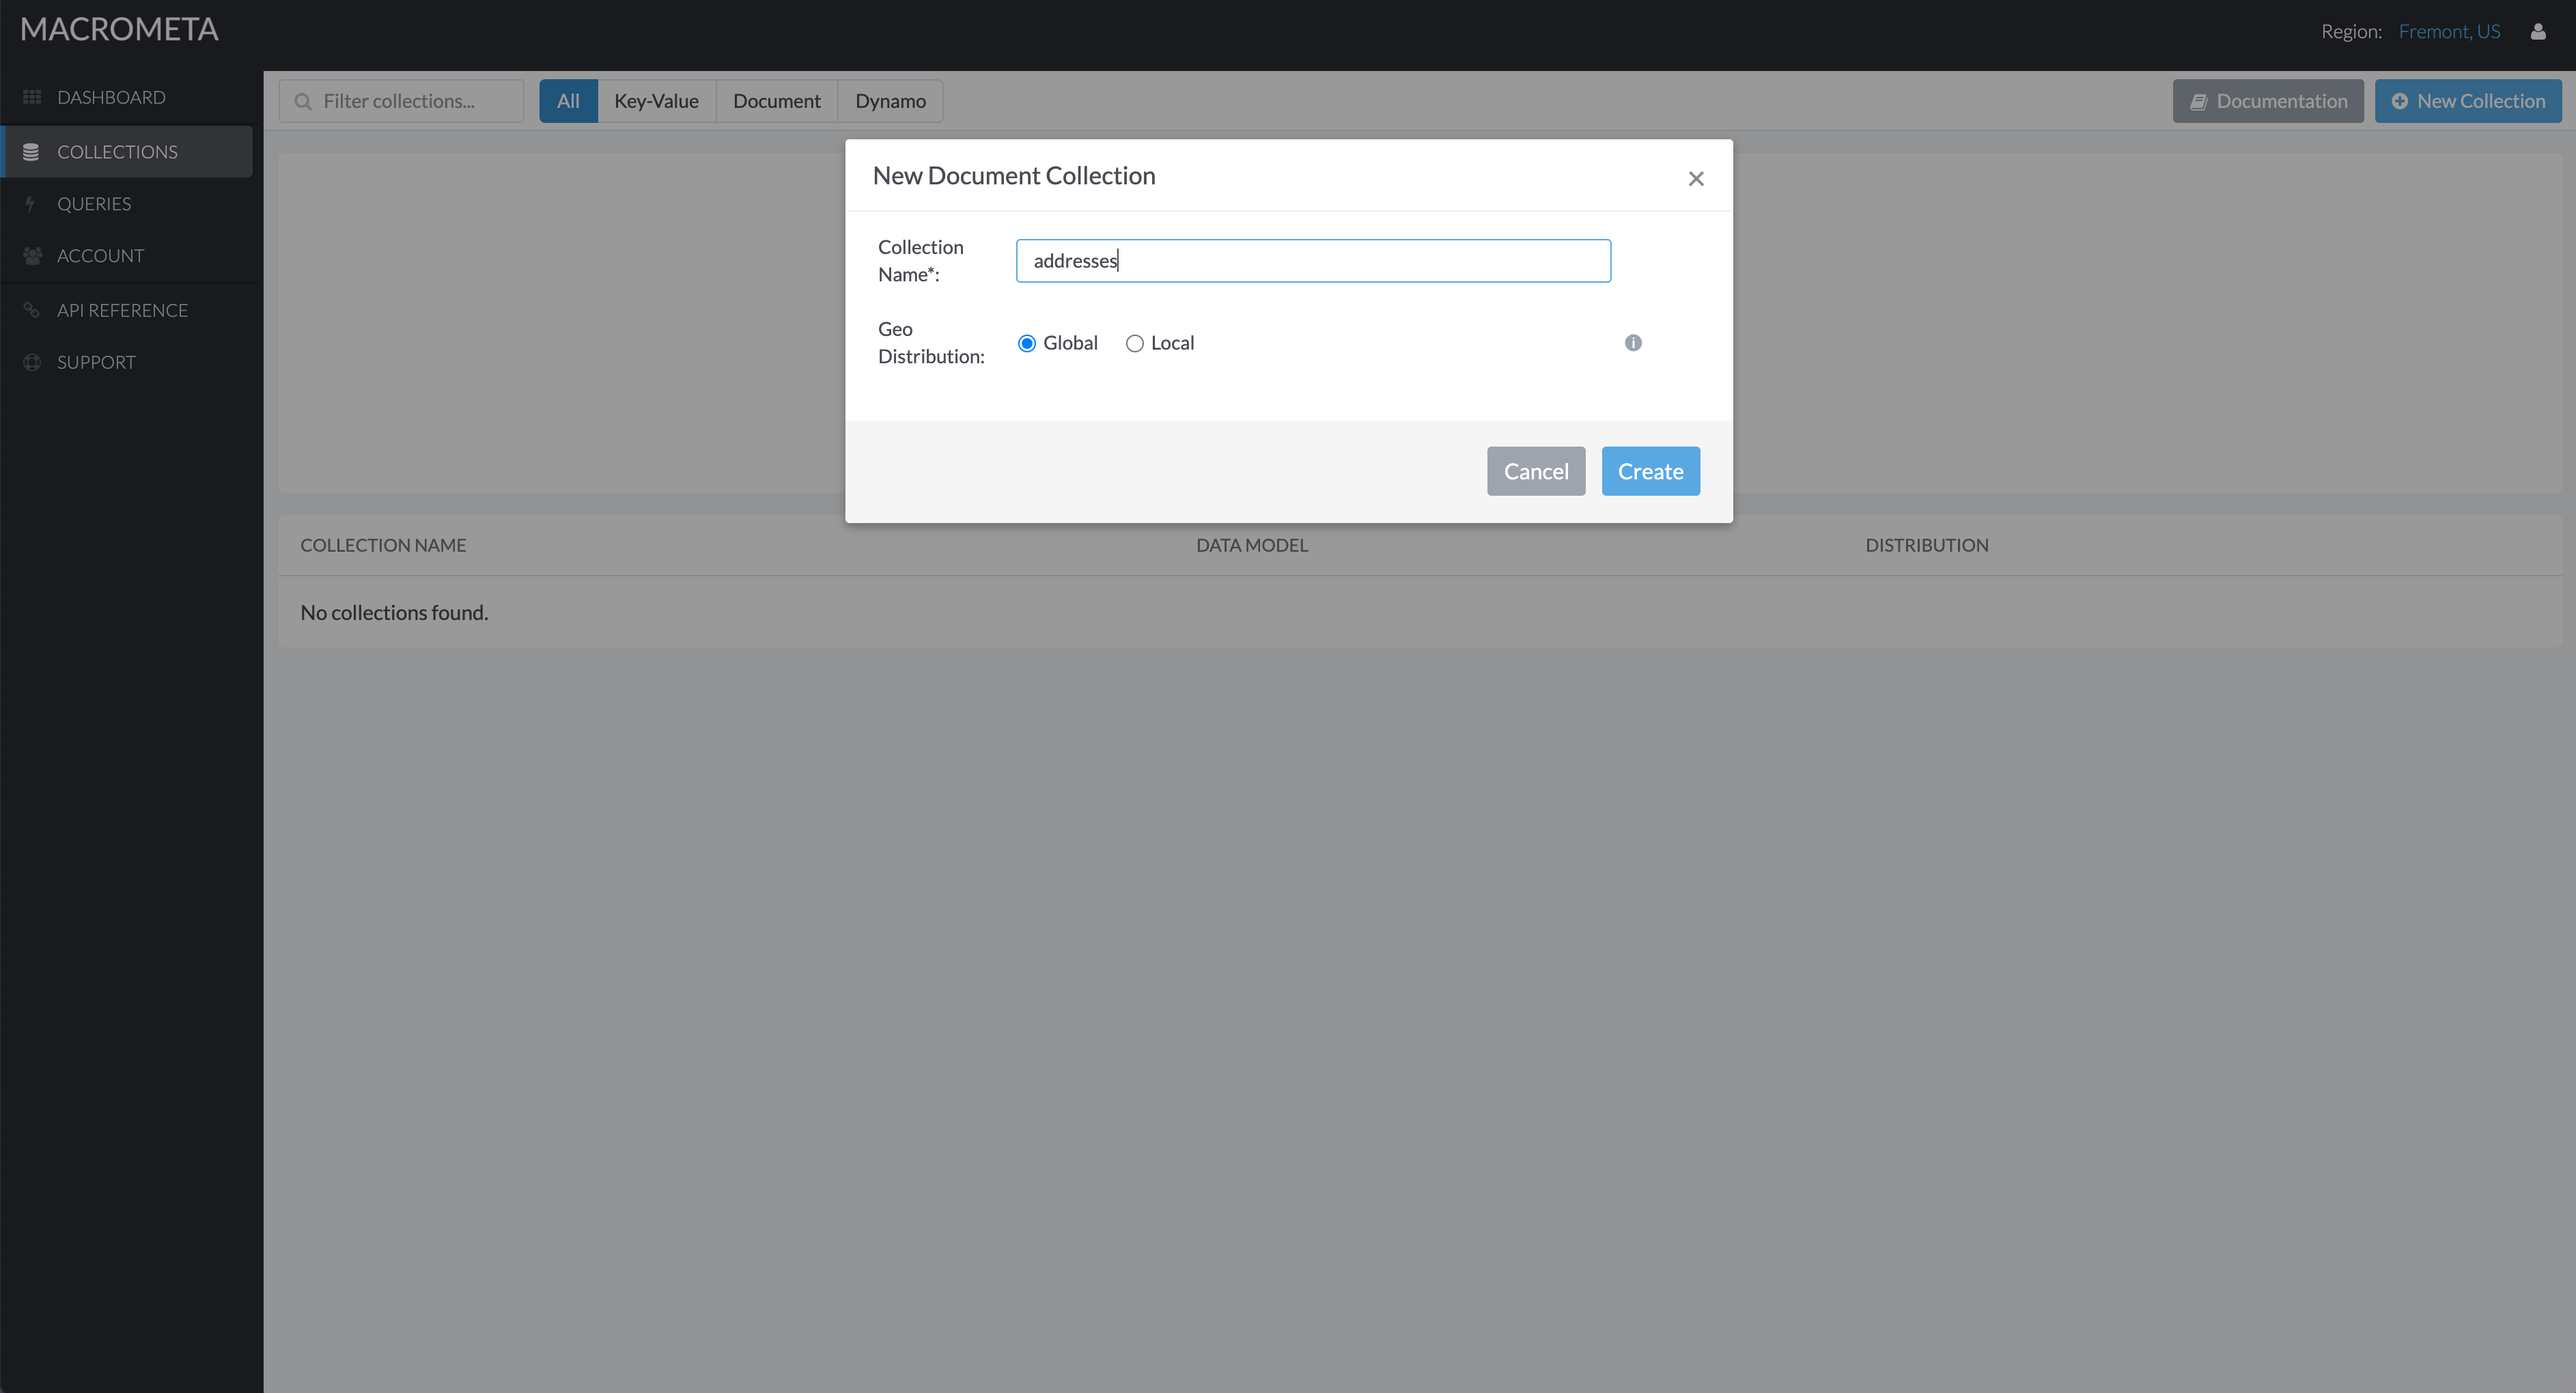 MACROMETA
Region: Fremont, US
DASHBOARD
COLLECTIONS
QUERIES
ACCOUNT
API REFERENCE
SUPPORT
Filter collections...
All Key-Value Document Dynamo
Documentation
New Collection
New Document Collection
Collection
Name*:
addresses
Geo
Distribution:
Global Local
Cancel Create
COLLECTION NAME DATA MODEL DISTRIBUTION
No collections found.